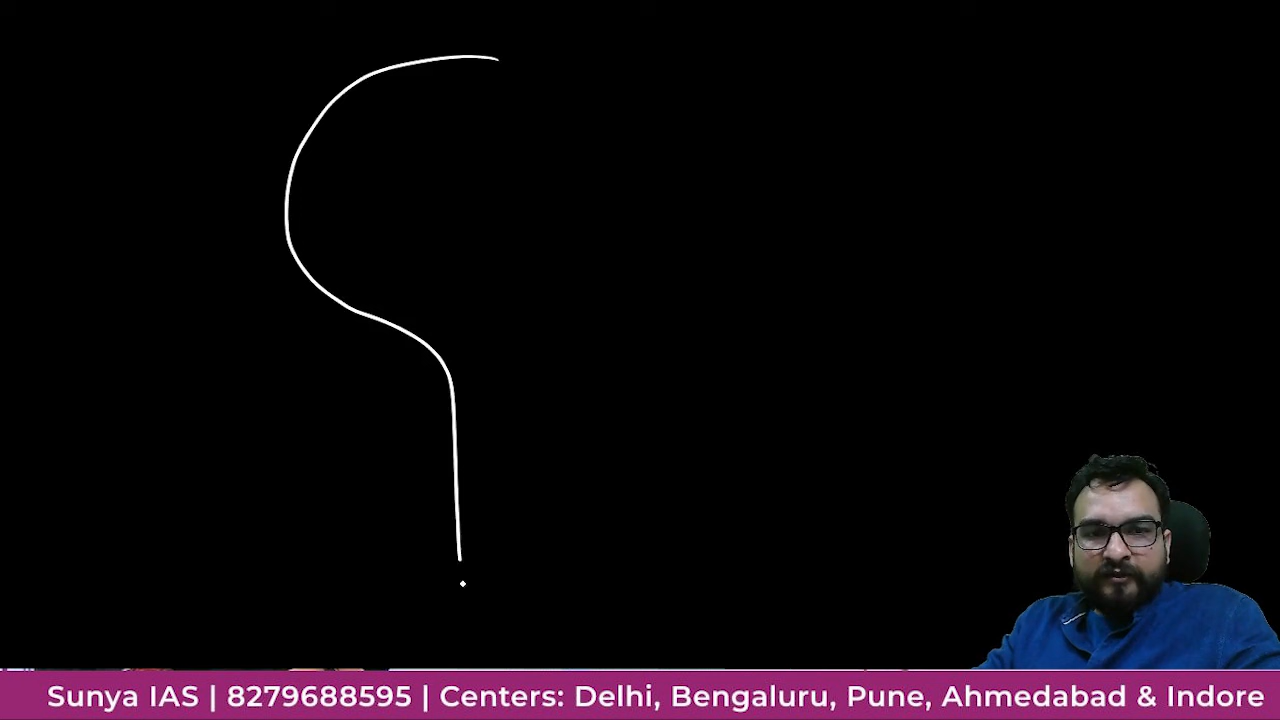 Sunya IAS | 8279688595 | Centers: Delhi, Bengaluru, Pune, Ahmedabad & Indore